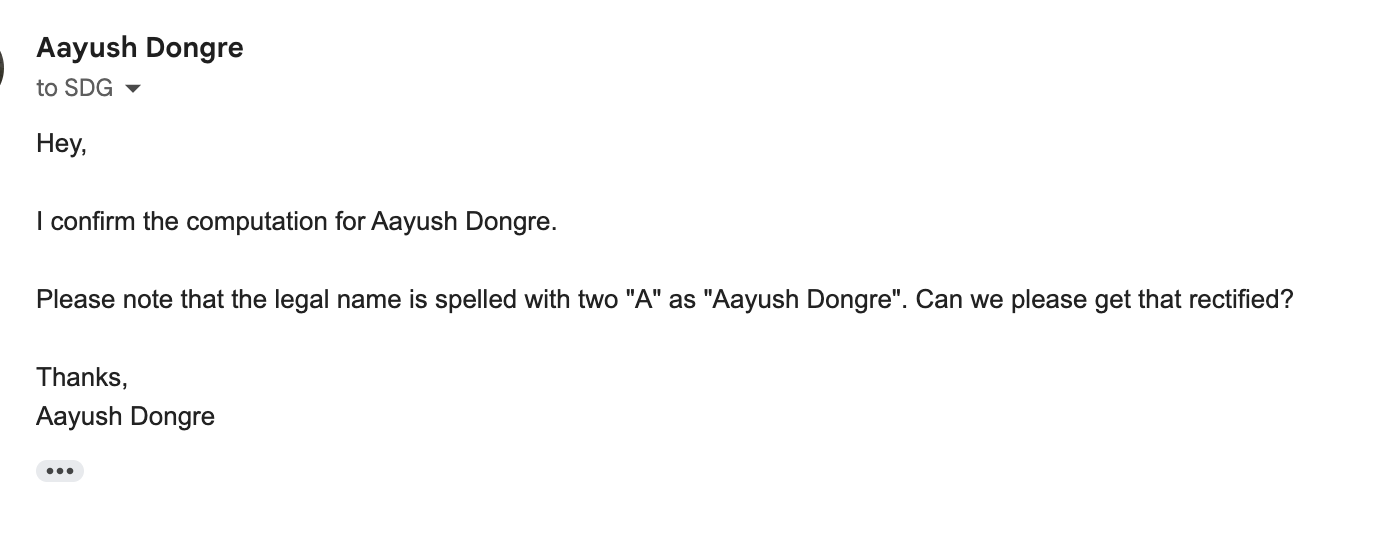 Aayush Dongre
to SDG
Hey,
I confirm the computation for Aayush Dongre.
Please note that the legal name is spelled with two "A" as "Aayush Dongre". Can we please get that rectified?
Thanks,
Aayush Dongre